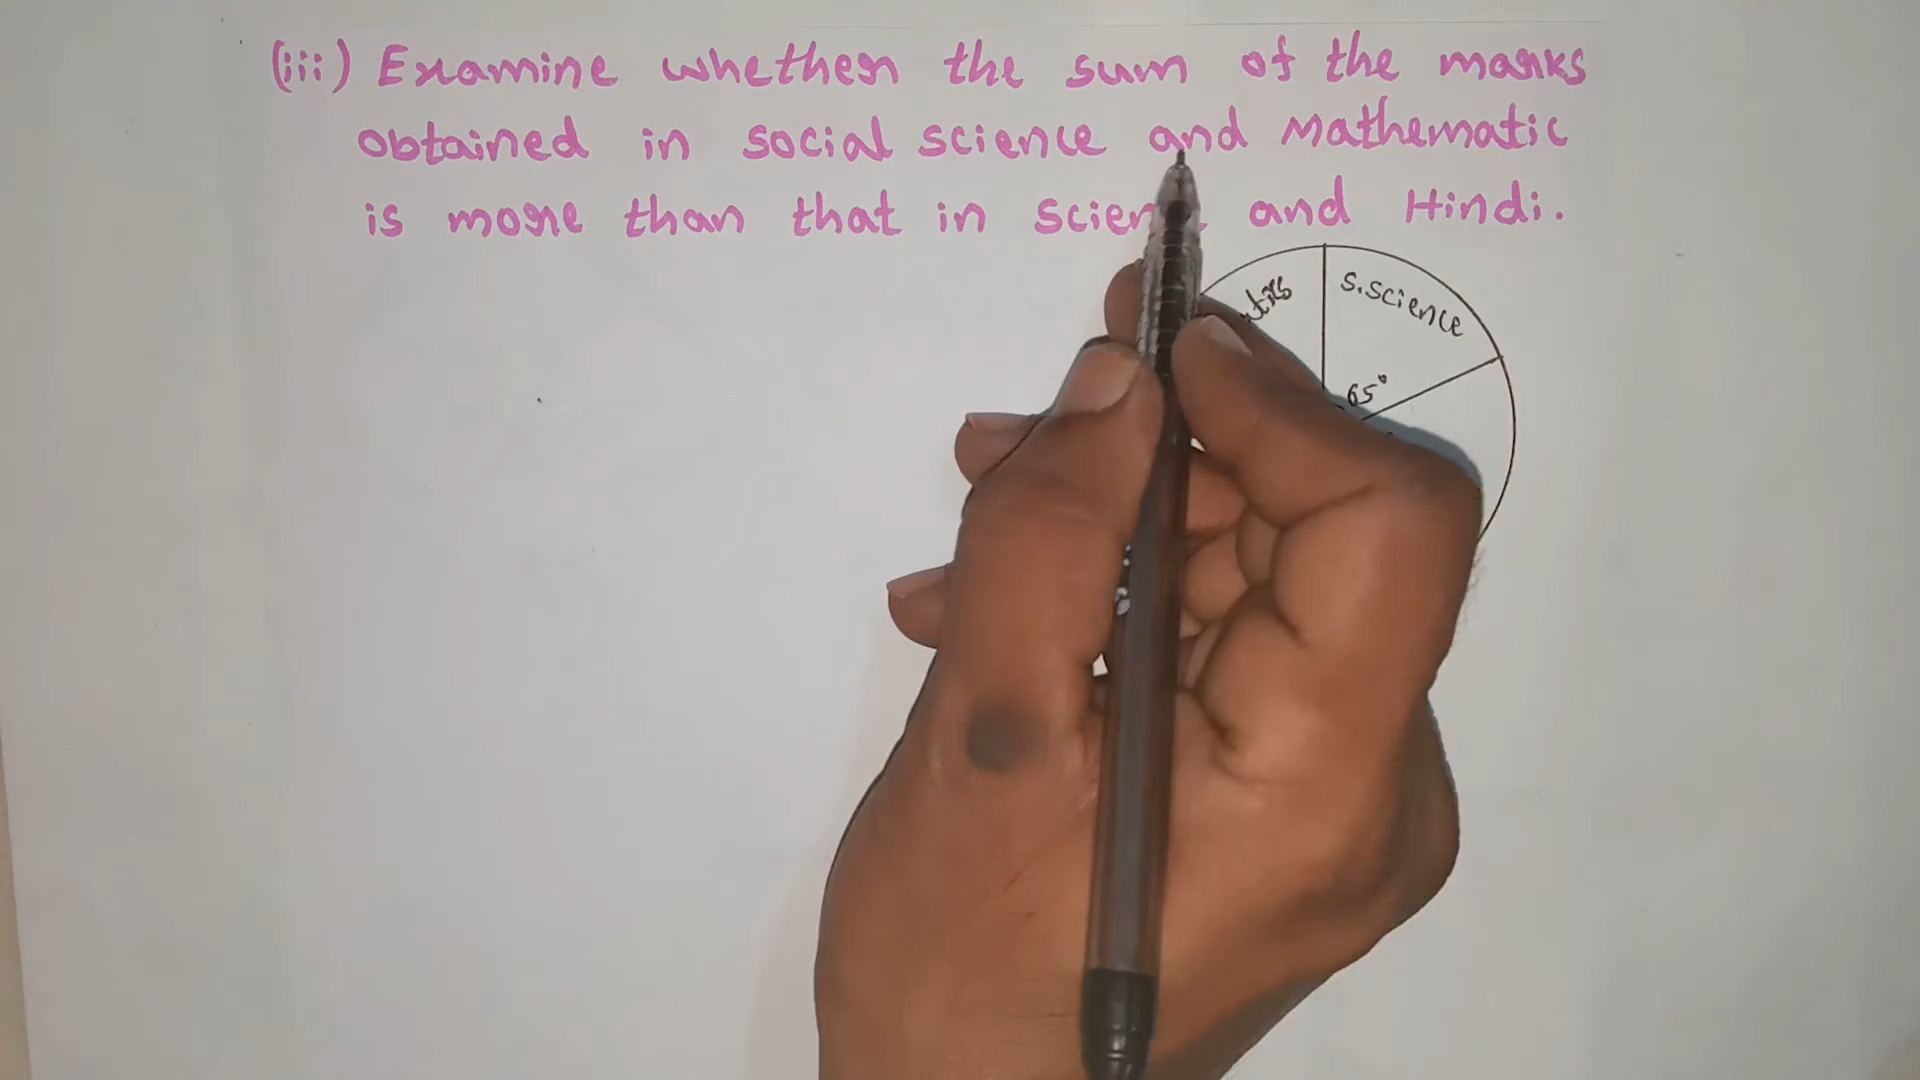 (iii) Examine whether the sum of the marks
obtained in social science and Mathematic
is more than that in and Hindi.
S.science
65°